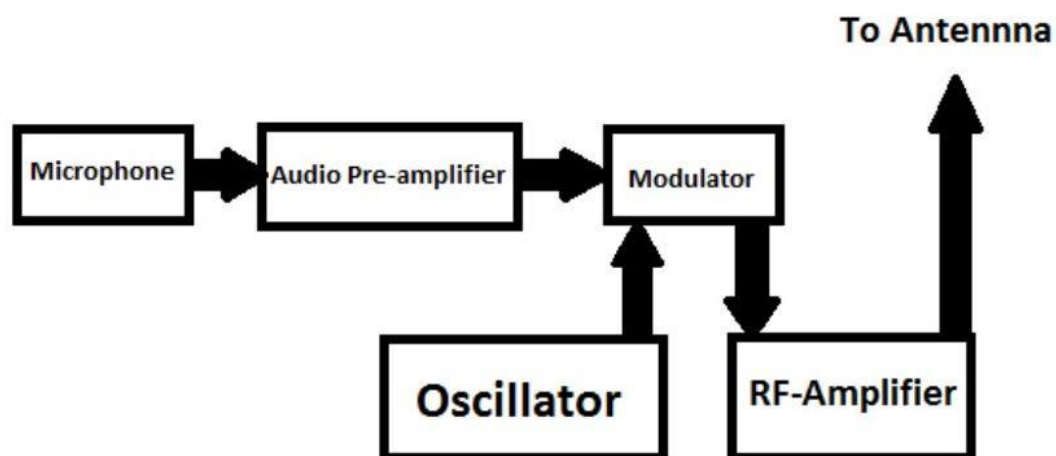 To Antennna
Microphone
Audio Pre-amplifier
Modulator
Oscillator
RF-Amplifier